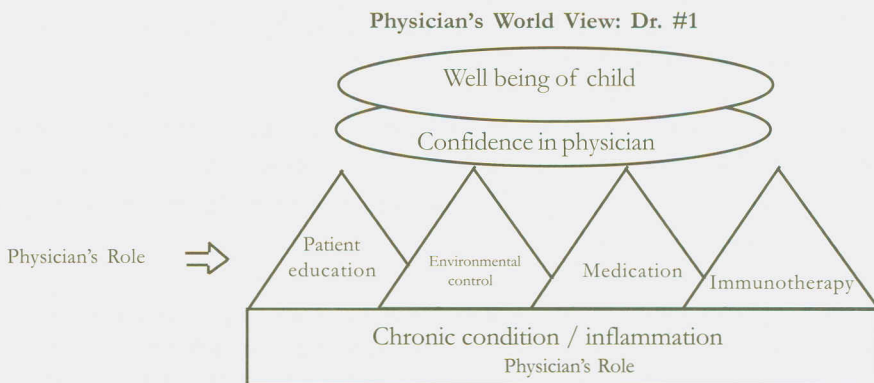 Physician's World View: Dr. #1
Well being of child
Confidence in physician
Physician's Role
Patient
education
Environmental
control
Medication
Immunotherapy
Chronic condition / inflammation
Physician's Role